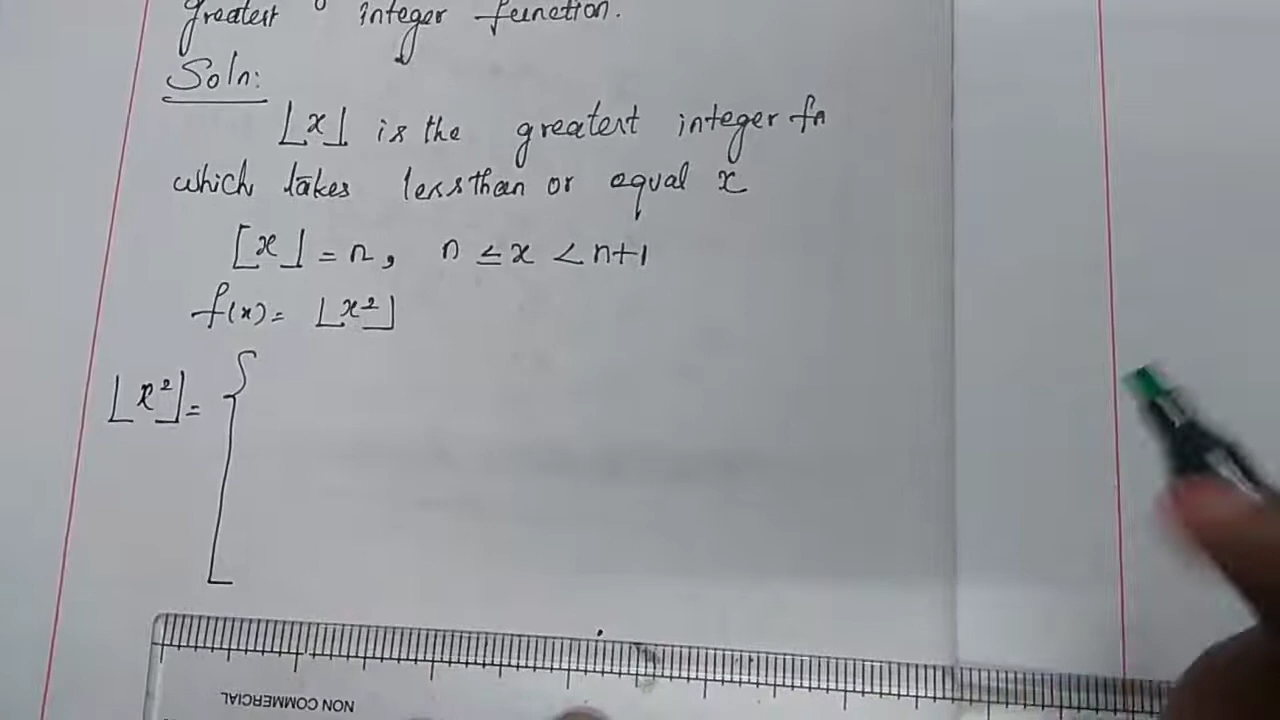 greatest integer function.
Soln:
⌊x⌋ is the greatest integer fn
which takes less than or equal x
⌊x⌋ = n, n ≤ x < n+1
f(x) = ⌊x²⌋
⌊x²⌋ = {
NON COMMERCIAL